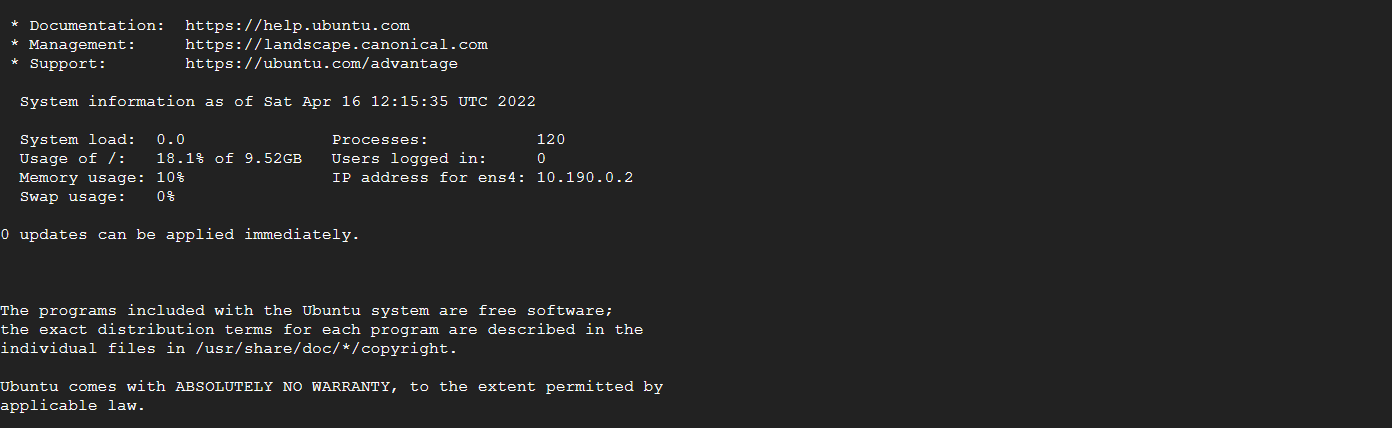 * Documentation:  https://help.ubuntu.com
* Management:     https://landscape.canonical.com
* Support:        https://ubuntu.com/advantage
System information as of Sat Apr 16 12:15:35 UTC 2022
System load:  0.0               Processes:           120
Usage of /:   18.1% of 9.52GB   Users logged in:     0
Memory usage: 10%               IP address for ens4: 10.190.0.2
Swap usage:   0%
0 updates can be applied immediately.
The programs included with the Ubuntu system are free software;
the exact distribution terms for each program are described in the
individual files in /usr/share/doc/*/copyright.
Ubuntu comes with ABSOLUTELY NO WARRANTY, to the extent permitted by
applicable law.